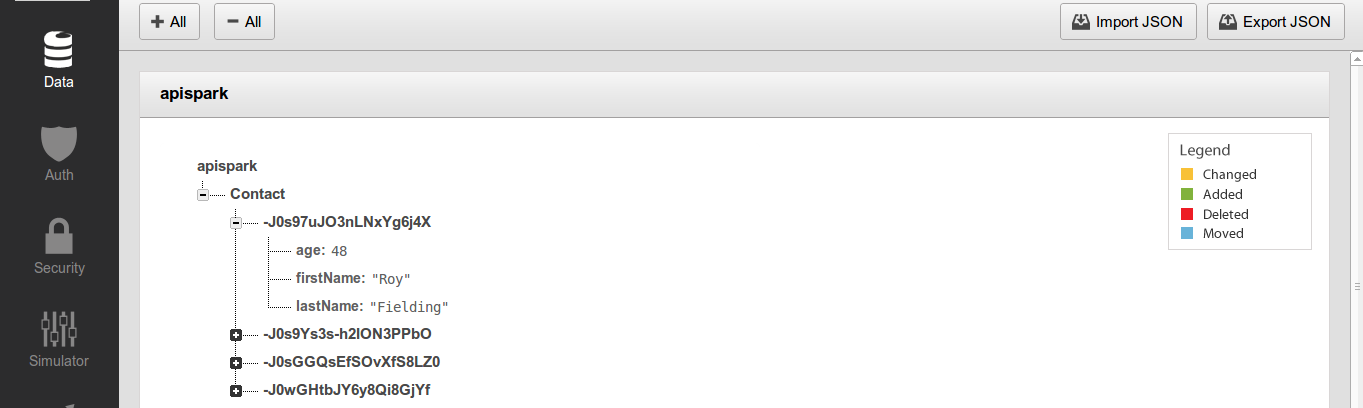 All
All
Import JSON
Export JSON
Data
Auth
Security
Simulator
apispark
apispark
Contact
-J0s97uJO3nLNxYg6j4X
age: 48
firstName: "Roy"
lastName: "Fielding"
-J0s9Ys3s-h2ION3PPbO
-J0sGGQsEfSOvXfS8LZ0
-J0wGHtbJY6y8Qi8GjYf
Legend
Changed
Added
Deleted
Moved